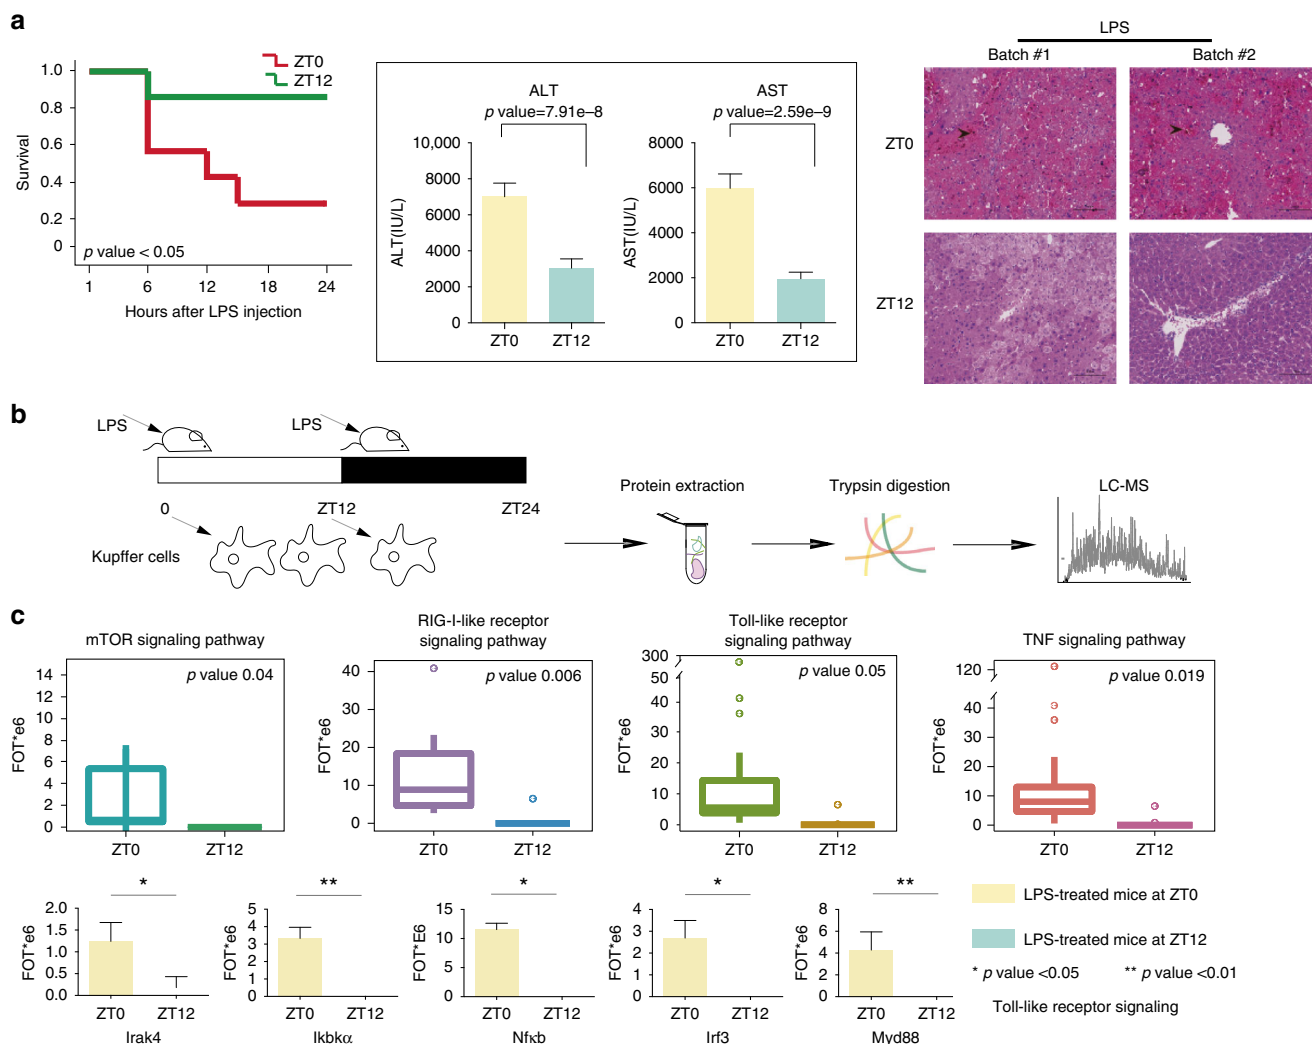 a
ZT0
ZT12
1.0
0.8
0.6
0.4
0.2
0
Survival
p value < 0.05
1 6 12 18 24
Hours after LPS injection
ALT
p value=7.91e–8
10,000
8000
6000
4000
2000
0
ALT(IU/L)
ZT0 ZT12
AST
p value=2.59e–9
8000
6000
4000
2000
0
AST(IU/L)
ZT0 ZT12
LPS
Batch #1 Batch #2
ZT0
ZT12
b
LPS LPS
0 ZT12 ZT24
Kupffer cells
Protein extraction
Trypsin digestion
LC-MS
c
mTOR signaling pathway
p value 0.04
14
12
10
8
6
4
2
0
FOT*e6
ZT0 ZT12
RIG-I-like receptor
signaling pathway
p value 0.006
40
30
20
10
0
FOT*e6
ZT0 ZT12
Toll-like receptor
signaling pathway
p value 0.05
300
50
40
30
20
10
0
FOT*e6
ZT0 ZT12
TNF signaling pathway
p value 0.019
120
40
30
20
10
0
FOT*e6
ZT0 ZT12
*
2.0
1.5
1.0
0.5
0.0
FOT*e6
ZT0 ZT12
Irak4
**
5
4
3
2
1
0
FOT*e6
ZT0 ZT12
Ikbkα
*
15
10
5
0
FOT*E6
ZT0 ZT12
Nfκb
*
4
3
2
1
0
FOT*e6
ZT0 ZT12
Irf3
**
8
6
4
2
0
FOT*e6
ZT0 ZT12
Myd88
LPS-treated mice at ZT0
LPS-treated mice at ZT12
* p value <0.05 ** p value <0.01
Toll-like receptor signaling